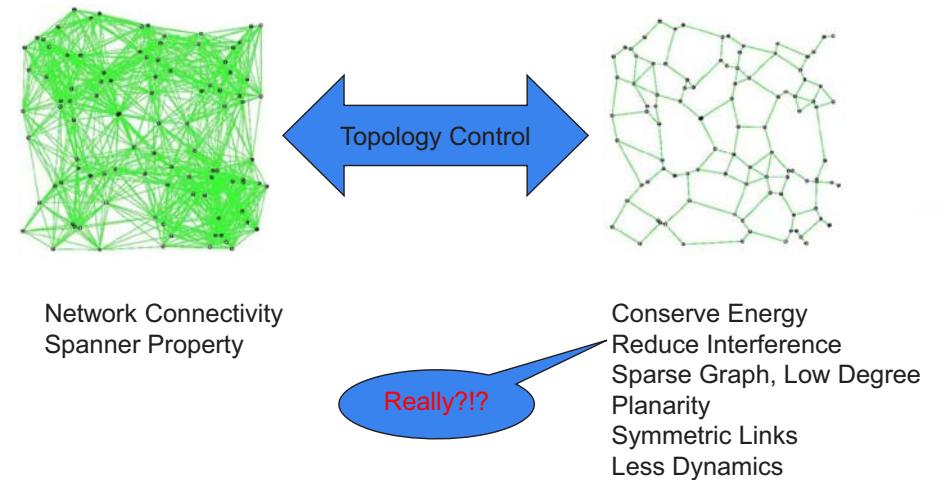 Topology Control
Network Connectivity
Spanner Property
Conserve Energy
Reduce Interference
Sparse Graph, Low Degree
Planarity
Symmetric Links
Less Dynamics
Really?!?